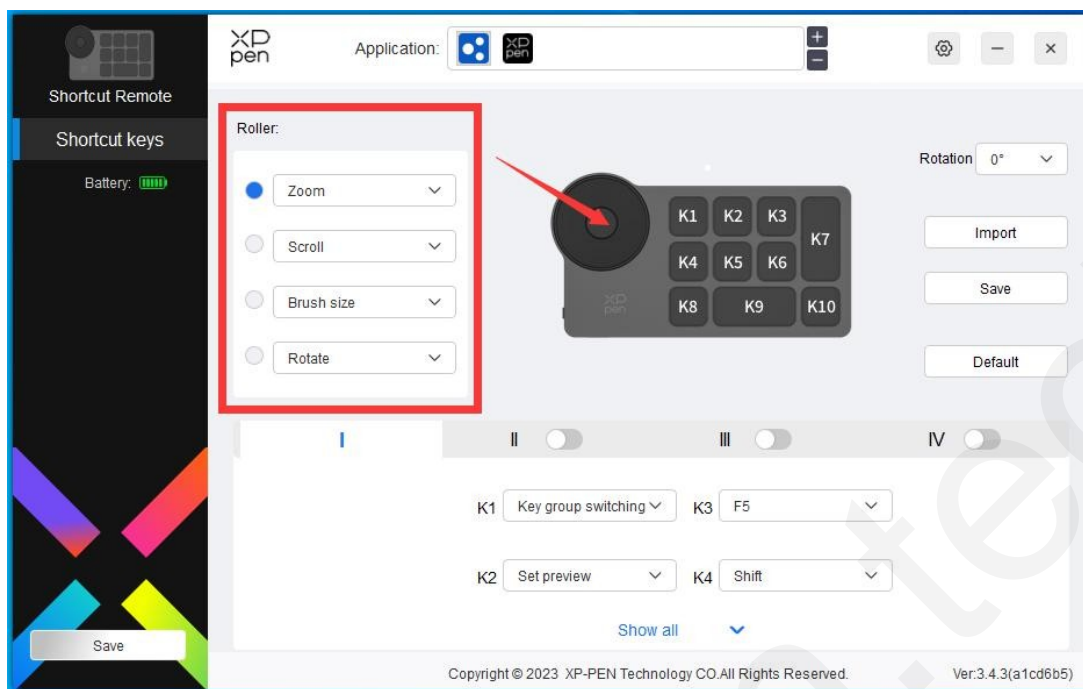 XP
pen
Application:
XP
pen
+
−
Shortcut Remote
Shortcut keys
Battery:
Roller:
Zoom
Scroll
Brush size
Rotate
K1 K2 K3
K7
K4 K5 K6
K8 K9 K10
XP
pen
Rotation 0°
Import
Save
Default
I II III IV
K1 Key group switching K3 F5
K2 Set preview K4 Shift
Show all
Save
Copyright © 2023 XP-PEN Technology CO.All Rights Reserved. Ver:3.4.3(a1cd6b5)